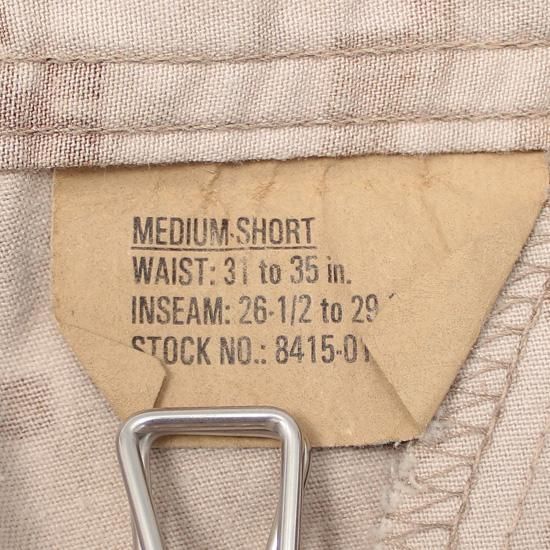 MEDIUM-SHORT
WAIST: 31 to 35 in.
INSEAM: 26-1/2 to 29
STOCK NO.: 8415-01